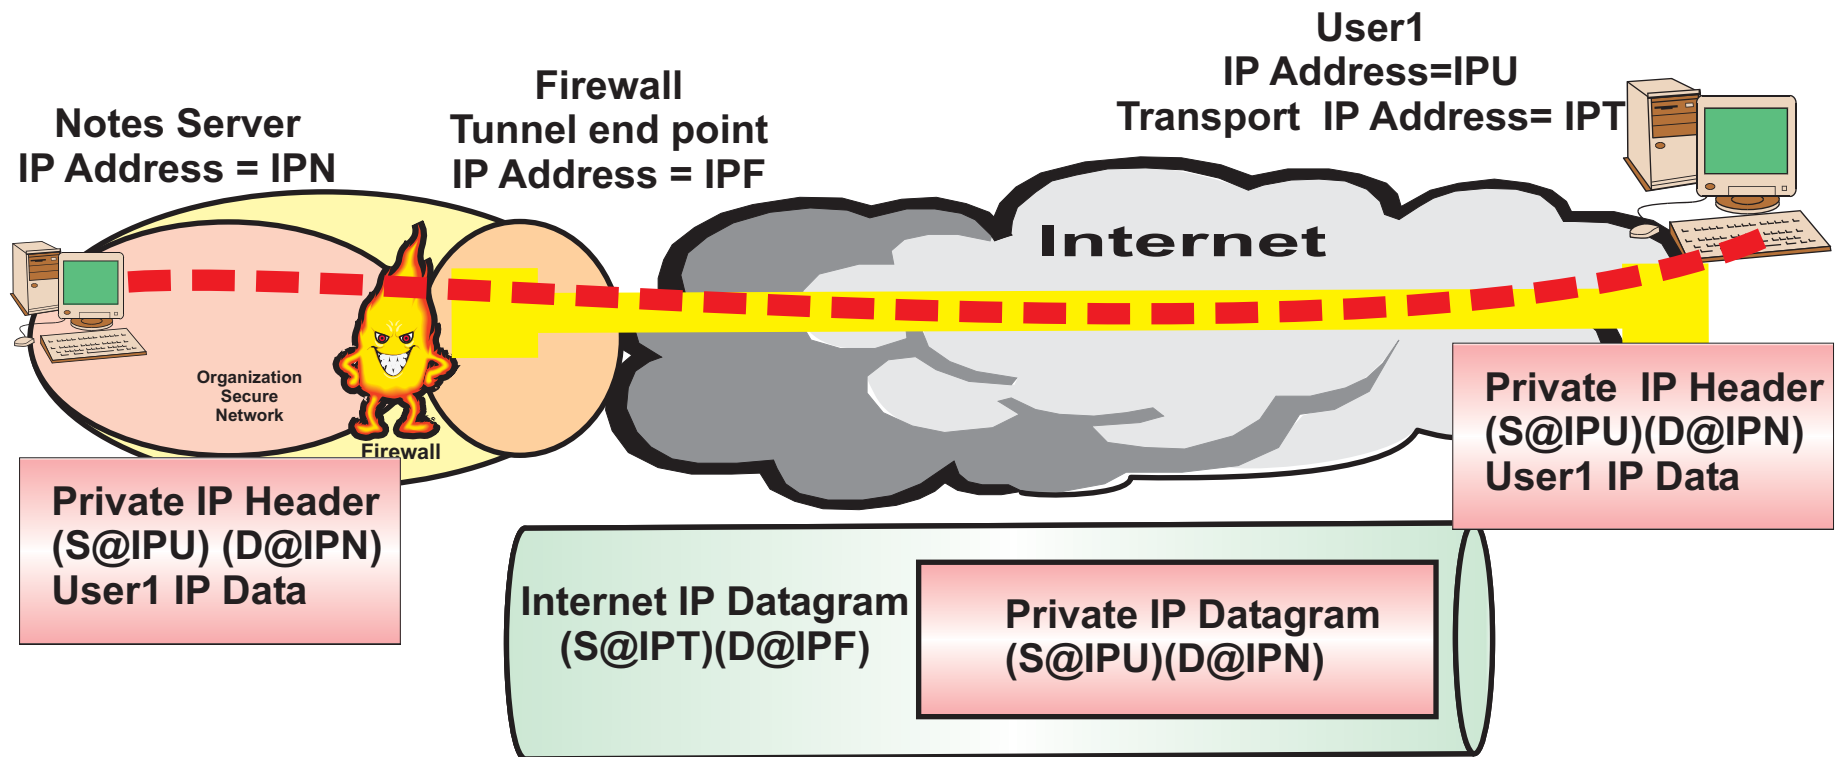 User1
IP Address=IPU
Transport IP Address= IPT
Firewall
Tunnel end point
IP Address = IPF
Notes Server
IP Address = IPN
Internet
Organization
Secure
Network
Firewall
Private IP Header
(S@IPU)(D@IPN)
User1 IP Data
Private IP Header
(S@IPU) (D@IPN)
User1 IP Data
Internet IP Datagram
(S@IPT)(D@IPF)
Private IP Datagram
(S@IPU)(D@IPN)